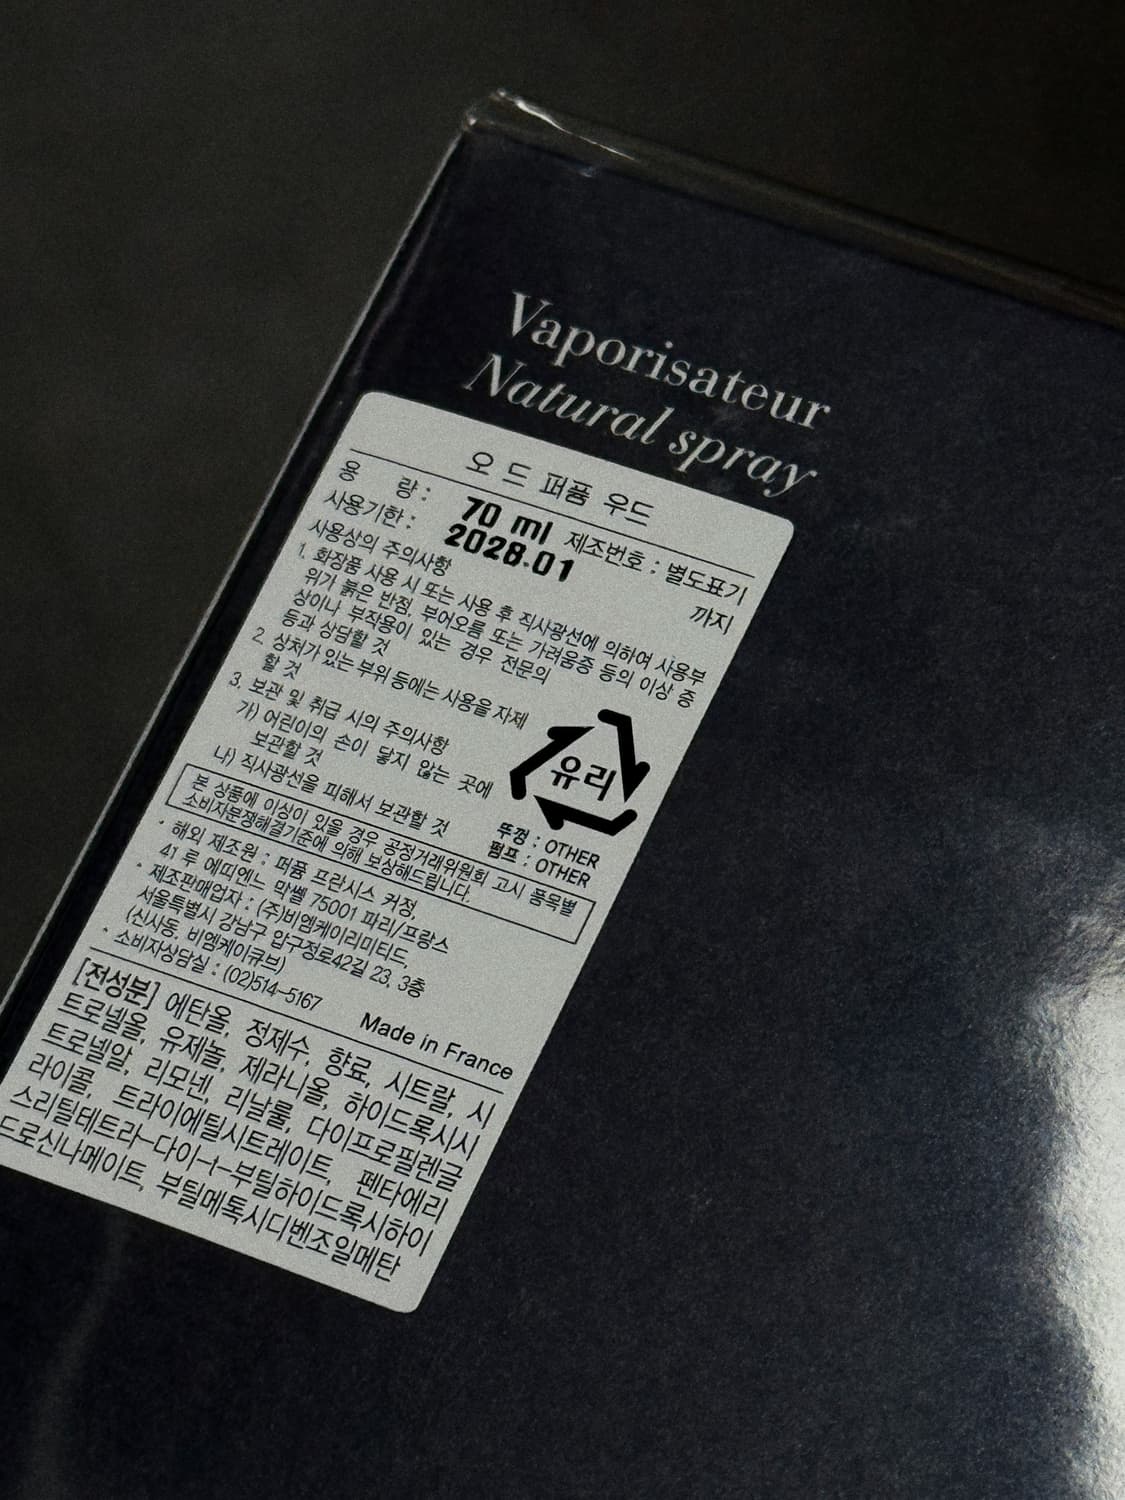 Vaporisateur
Natural spray
오 드 퍼퓸 우드
용 량 : 70 ml 제조번호 : 별도표기
사용기한 : 2028.01 까지
사용상의 주의사항
1. 화장품 사용 시 또는 사용 후 직사광선에 의하여 사용부
위가 붉은 반점, 부어오름 또는 가려움증 등의 이상 증
상이나 부작용이 있는 경우 전문의
등과 상담할 것
2. 상처가 있는 부위 등에는 사용을 자제
할 것
3. 보관 및 취급 시의 주의사항
가) 어린이의 손이 닿지 않는 곳에
보관할 것
나) 직사광선을 피해서 보관할 것
유리
뚜껑 : OTHER
펌프 : OTHER
본 상품에 이상이 있을 경우 공정거래위원회 고시 품목별
소비자분쟁해결기준에 의해 보상해드립니다.
· 해외 제조원 : 퍼퓸 프란시스 커정,
41 루 에띠엔느 막쎌 75001 파리/프랑스
· 제조판매업자 : (주)비엠케이리미티드,
서울특별시 강남구 압구정로42길 23, 3층
(신사동, 비엠케이큐브)
· 소비자상담실 : (02)514-5167
Made in France
[전성분] 에탄올, 정제수, 향료, 시트랄, 시
트로넬올, 유제놀, 제라니올, 하이드록시시
트로넬알, 리모넨, 리날룰, 다이프로필렌글
라이콜, 트라이에틸시트레이트, 펜타에리
스리틸테트라-다이-t-부틸하이드록시하이
드로신나메이트, 부틸메톡시디벤조일메탄